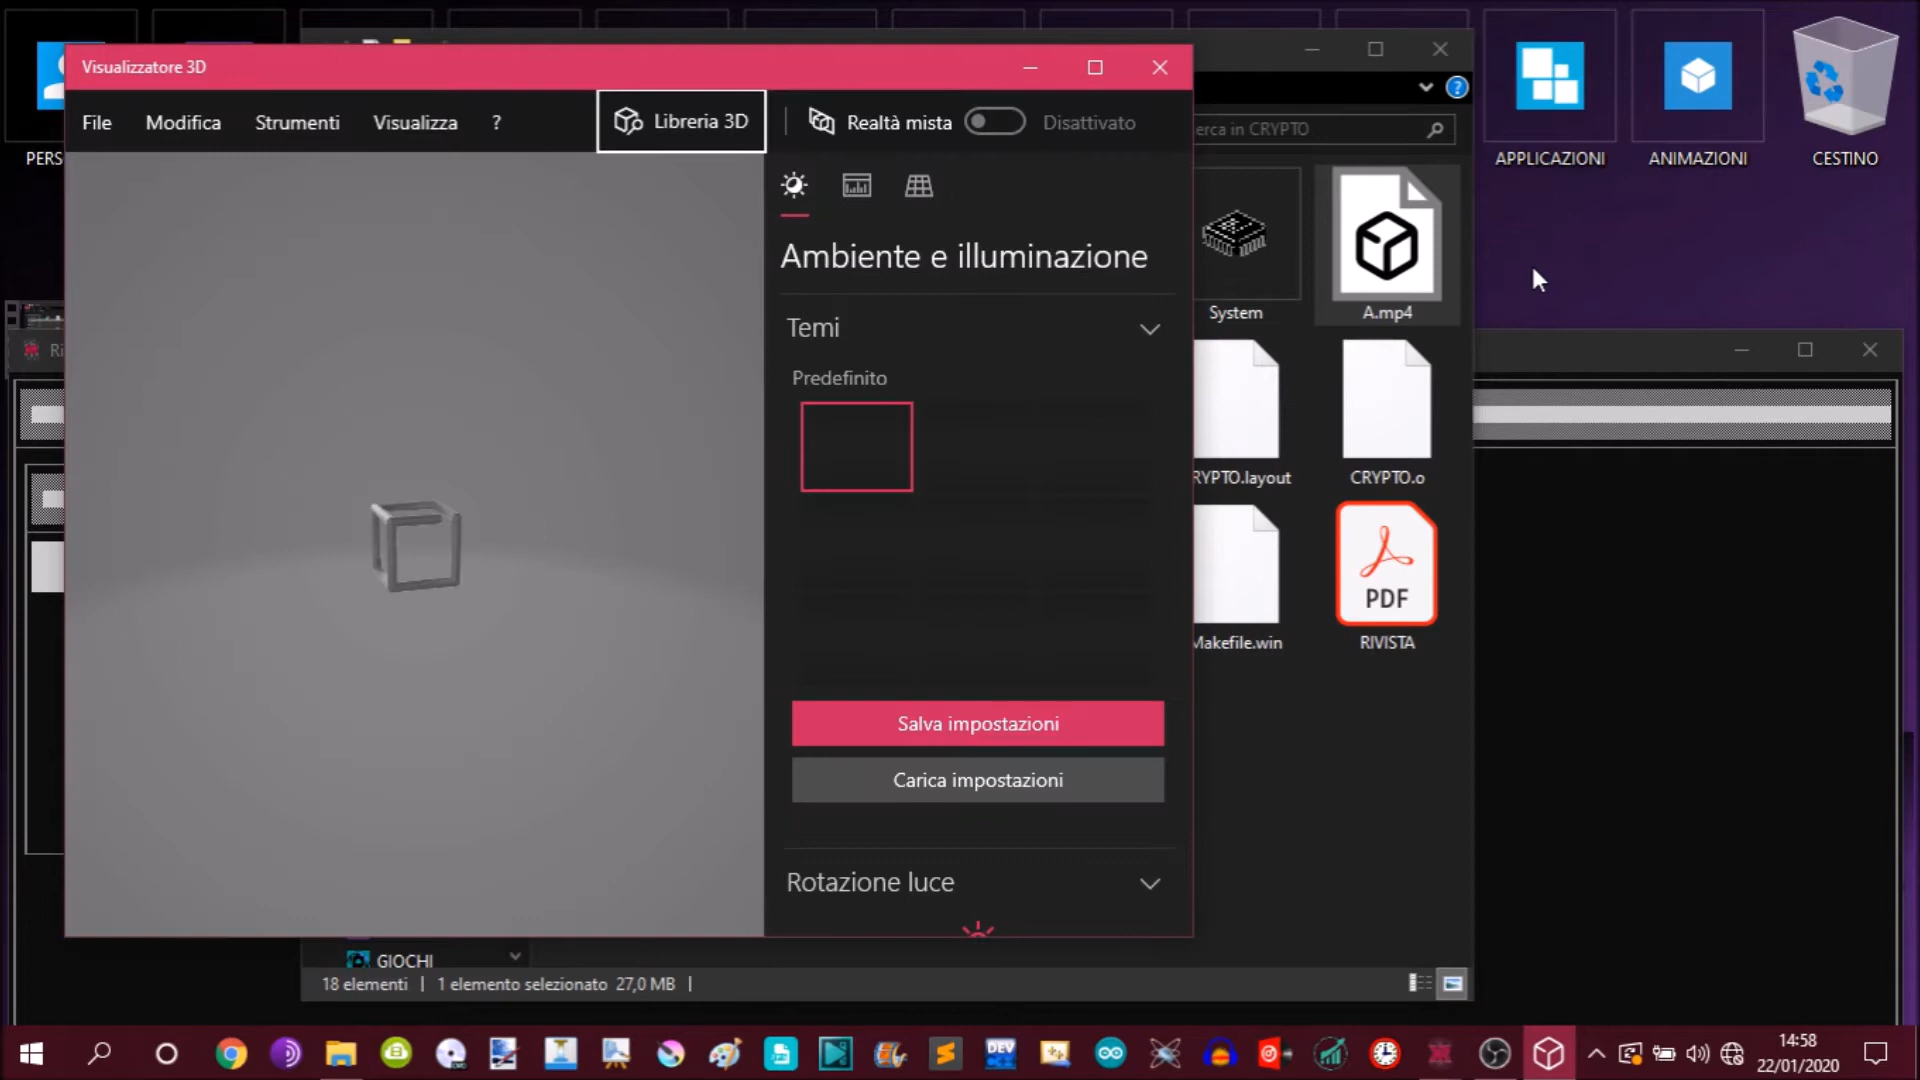 Visualizzatore 3D
File Modifica Strumenti Visualizza ?
Libreria 3D
Realtà mista Disattivato
Ambiente e illuminazione
Temi
Predefinito
Salva impostazioni
Carica impostazioni
Rotazione luce
PERS
erca in CRYPTO
System
A.mp4
RYPTO.layout
CRYPTO.o
Makefile.win
PDF
RIVISTA
APPLICAZIONI
ANIMAZIONI
CESTINO
Ri
GIOCHI
18 elementi | 1 elemento selezionato 27,0 MB |
DEV
14:58
22/01/2020